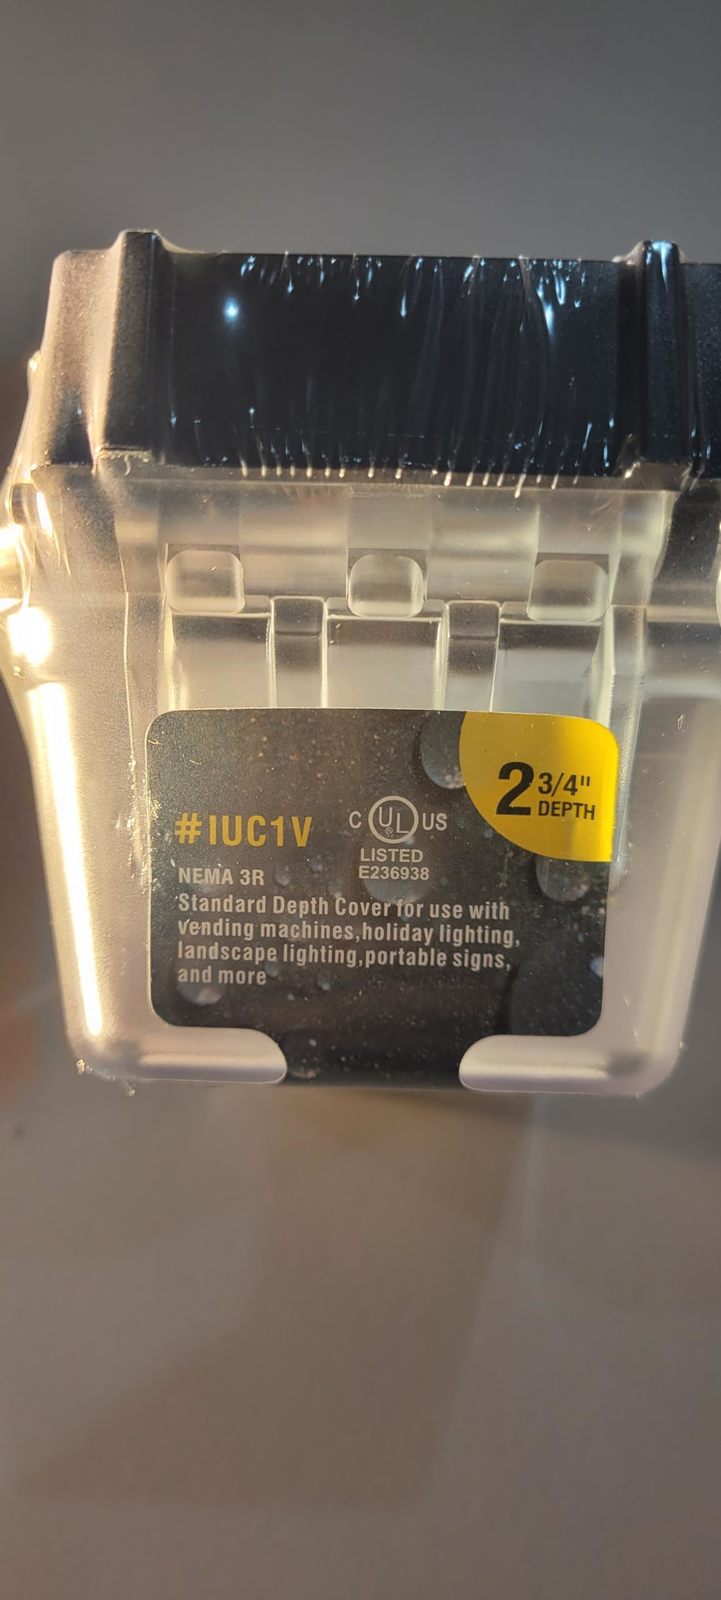 2 3/4"
DEPTH
#IUC1V
C UL US
®
LISTED
E236938
NEMA 3R
Standard Depth Cover for use with
vending machines,holiday lighting,
landscape lighting,portable signs,
and more